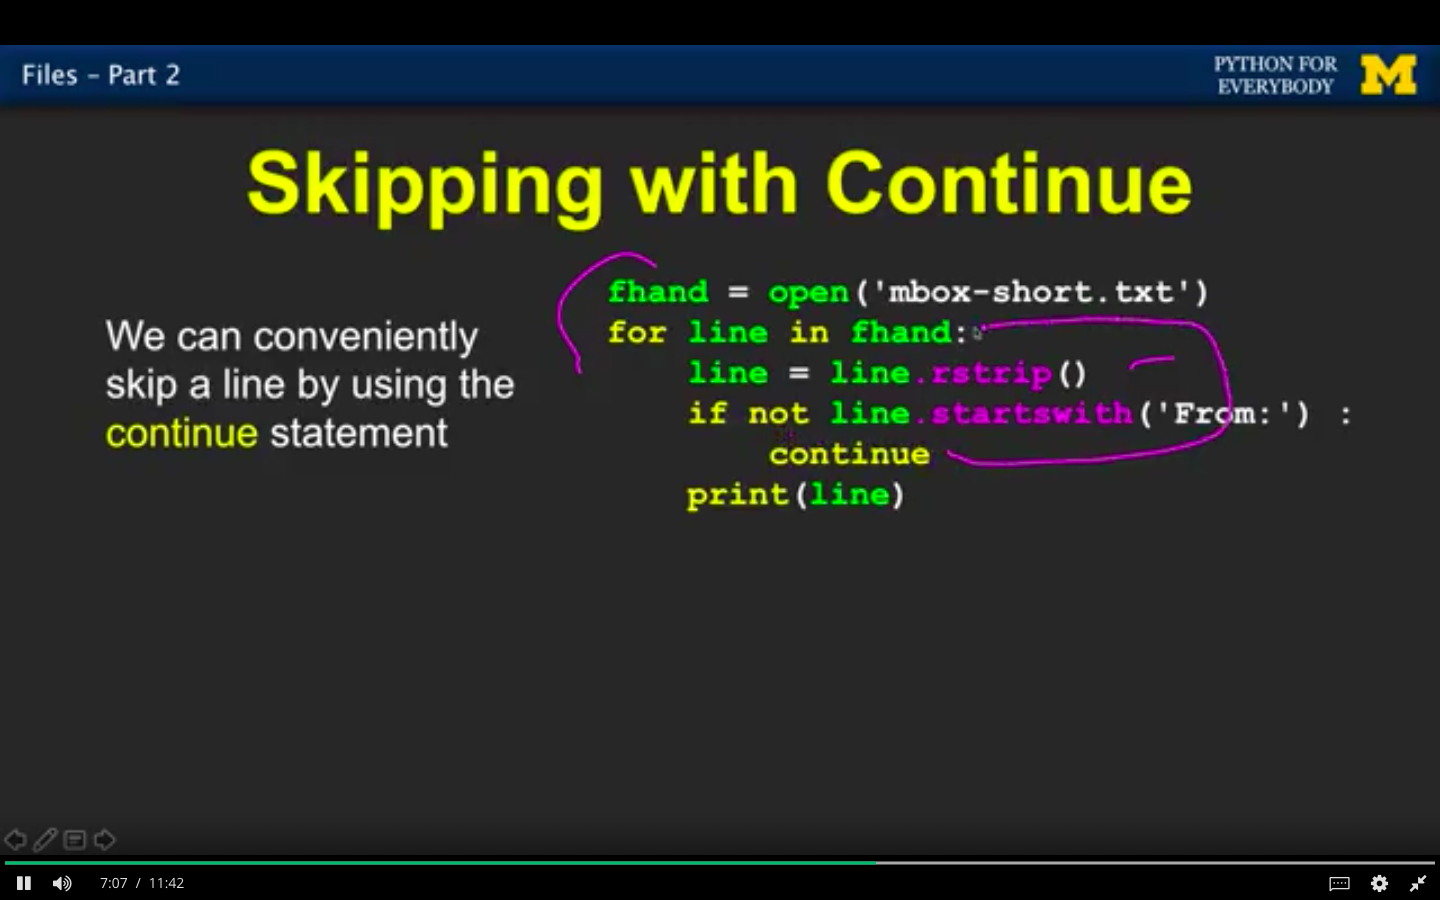 Files – Part 2
PYTHON FOR
EVERYBODY
M
Skipping with Continue
We can conveniently
skip a line by using the
continue statement
fhand = open('mbox-short.txt')
for line in fhand:
    line = line.rstrip()
    if not line.startswith('From:') :
        continue
    print(line)
7:07 / 11:42